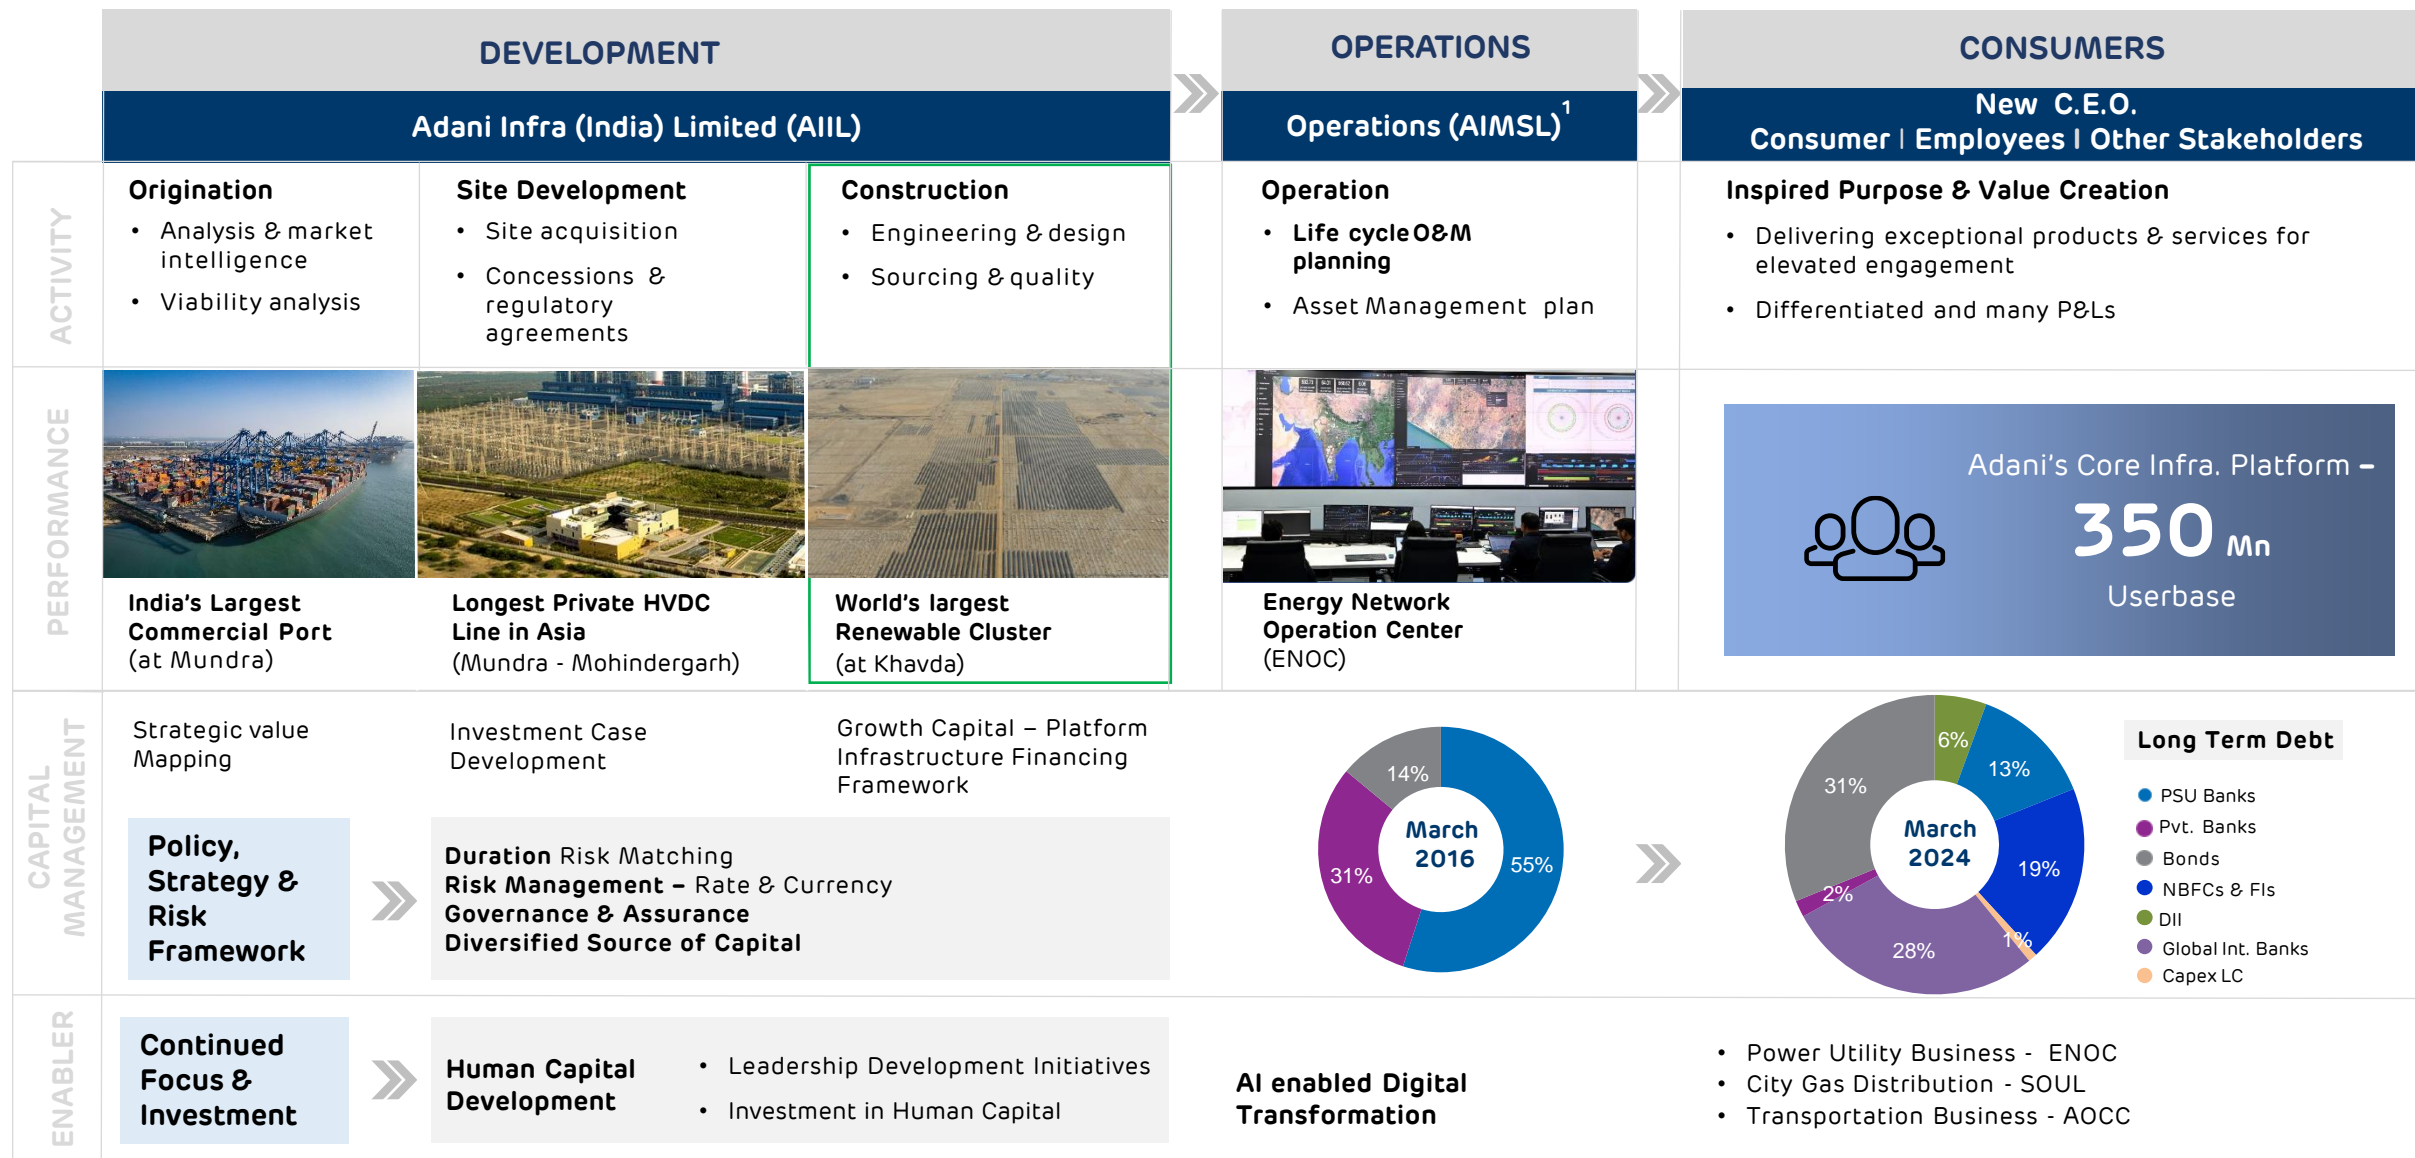 DEVELOPMENT
OPERATIONS
CONSUMERS
Adani Infra (India) Limited (AIIL)
Operations (AIMSL)1
New C.E.O.
Consumer I Employees I Other Stakeholders
ACTIVITY
Origination
• Analysis & market
intelligence
• Viability analysis
Site Development
• Site acquisition
• Concessions &
regulatory
agreements
Construction
• Engineering & design
• Sourcing & quality
Operation
• Life cycle O&M
planning
• Asset Management plan
Inspired Purpose & Value Creation
• Delivering exceptional products & services for
elevated engagement
• Differentiated and many P&Ls
PERFORMANCE
India's Largest
Commercial Port
(at Mundra)
Longest Private HVDC
Line in Asia
(Mundra - Mohindergarh)
World's largest
Renewable Cluster
(at Khavda)
Energy Network
Operation Center
(ENOC)
Adani's Core Infra. Platform –
350 Mn
Userbase
CAPITAL
MANAGEMENT
Strategic value
Mapping
Investment Case
Development
Growth Capital – Platform
Infrastructure Financing
Framework
Policy,
Strategy &
Risk
Framework
Duration Risk Matching
Risk Management – Rate & Currency
Governance & Assurance
Diversified Source of Capital
14%
31%
55%
March
2016
6%
13%
31%
19%
2%
1%
28%
March
2024
Long Term Debt
PSU Banks
Pvt. Banks
Bonds
NBFCs & FIs
DII
Global Int. Banks
Capex LC
ENABLER
Continued
Focus &
Investment
Human Capital
Development
• Leadership Development Initiatives
• Investment in Human Capital
AI enabled Digital
Transformation
• Power Utility Business - ENOC
• City Gas Distribution - SOUL
• Transportation Business - AOCC